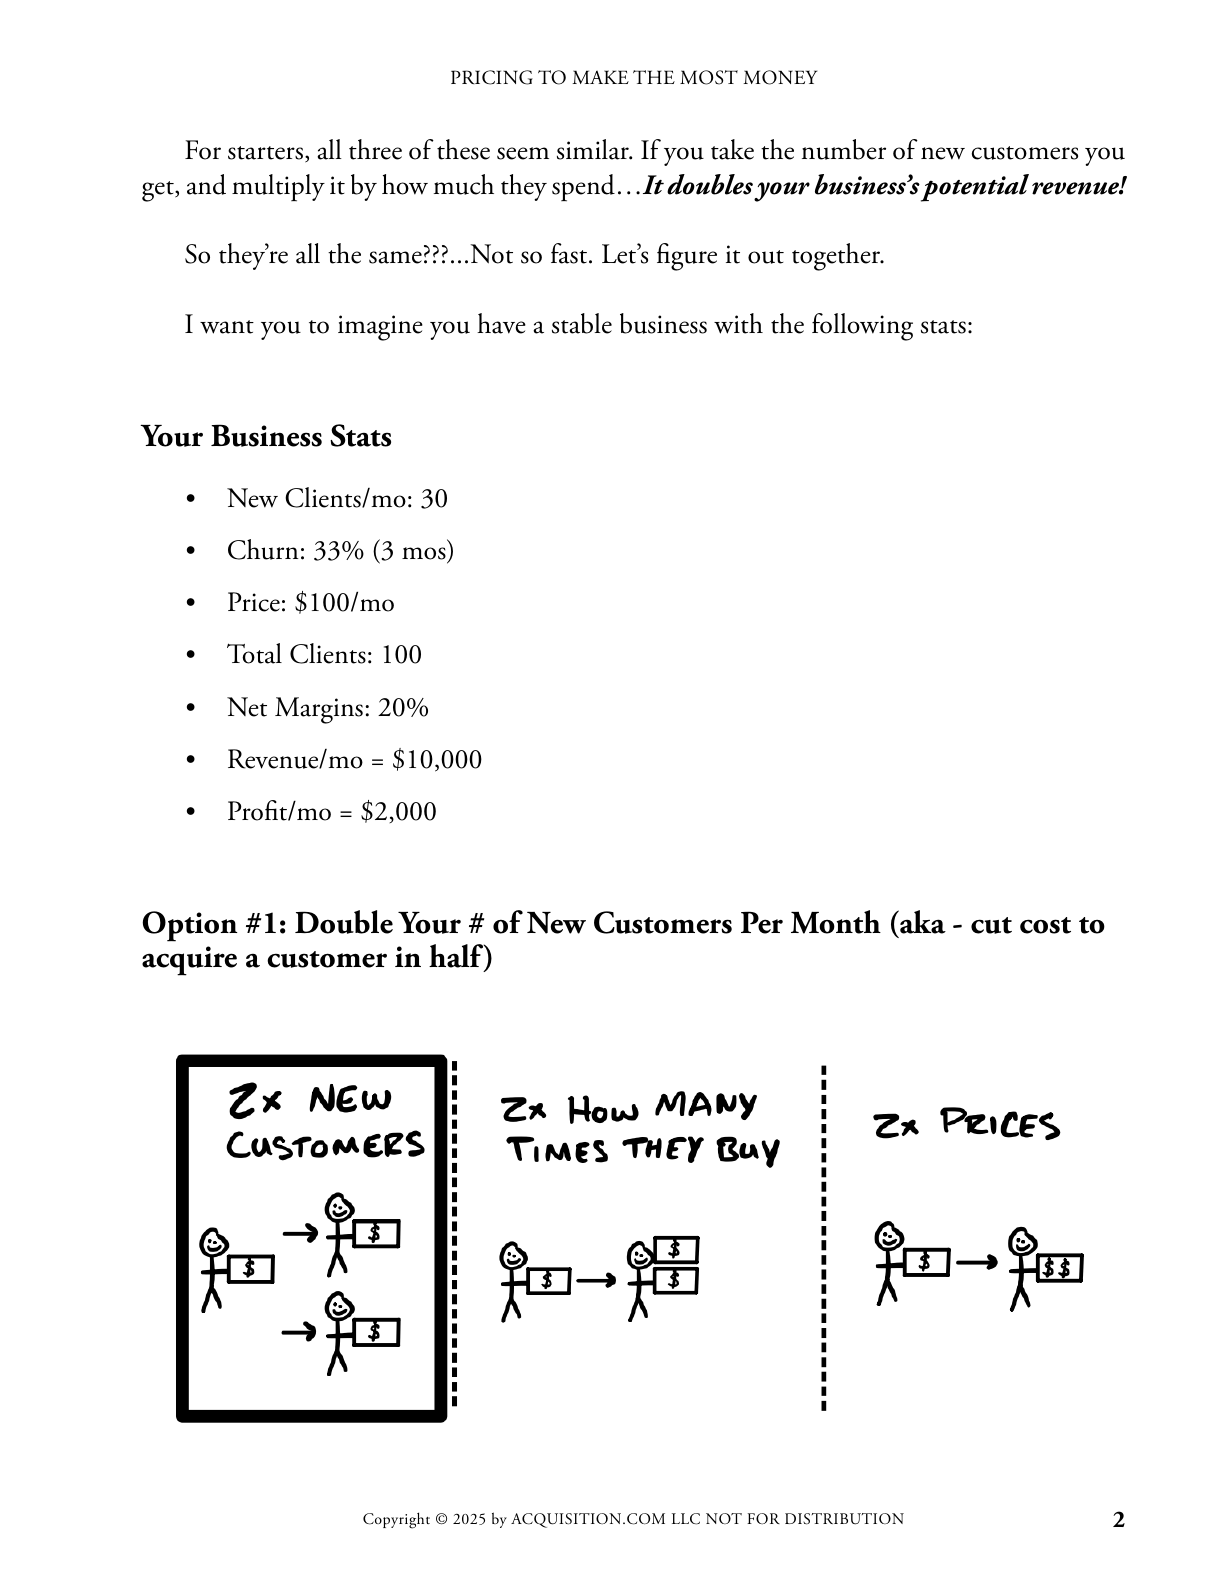 PRICING TO MAKE THE MOST MONEY
For starters, all three of these seem similar. If you take the number of new customers you
get, and multiply it by how much they spend…It doubles your business’s potential revenue!
So they’re all the same???...Not so fast. Let’s figure it out together.
I want you to imagine you have a stable business with the following stats:
Your Business Stats
• New Clients/mo: 30
• Churn: 33% (3 mos)
• Price: $100/mo
• Total Clients: 100
• Net Margins: 20%
• Revenue/mo = $10,000
• Profit/mo = $2,000
Option #1: Double Your # of New Customers Per Month (aka - cut cost to
acquire a customer in half)
2x NEW
CUSTOMERS
$
$
$
2x HOW MANY
TIMES THEY BUY
$
$
$
2x PRICES
$
$$
Copyright © 2025 by ACQUISITION.COM LLC NOT FOR DISTRIBUTION
2